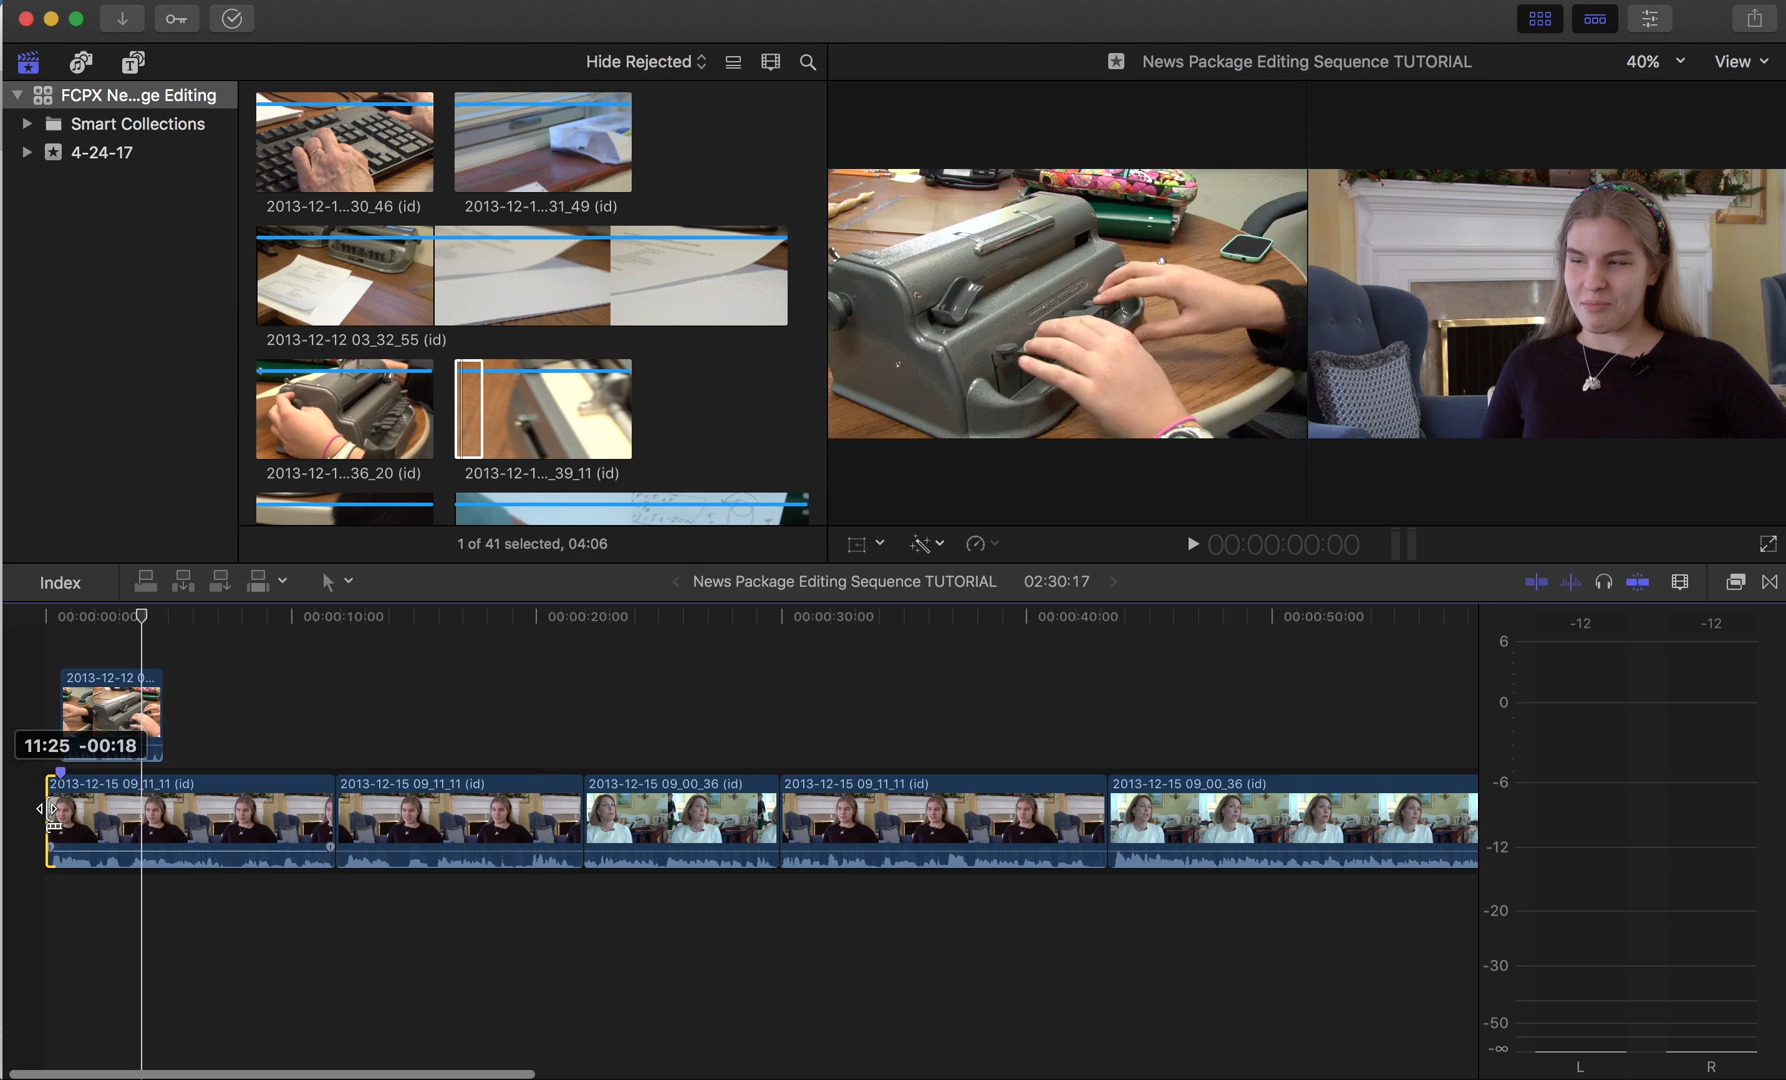 Hide Rejected
News Package Editing Sequence TUTORIAL
40%
View
FCPX Ne...ge Editing
Smart Collections
4-24-17
2013-12-1...30_46 (id)
2013-12-1...31_49 (id)
2013-12-12 03_32_55 (id)
2013-12-1...36_20 (id)
2013-12-1..._39_11 (id)
1 of 41 selected, 04:06
00:00:00:00
Index
News Package Editing Sequence TUTORIAL
02:30:17
00:00:00:00
00:00:10:00
00:00:20:00
00:00:30:00
00:00:40:00
00:00:50:00
-12
-12
2013-12-12 0...
11:25 -00:18
2013-12-15 09_11_11 (id)
2013-12-15 09_11_11 (id)
2013-12-15 09_00_36 (id)
2013-12-15 09_11_11 (id)
2013-12-15 09_00_36 (id)
6
0
-6
-12
-20
-30
-50
-∞
L
R